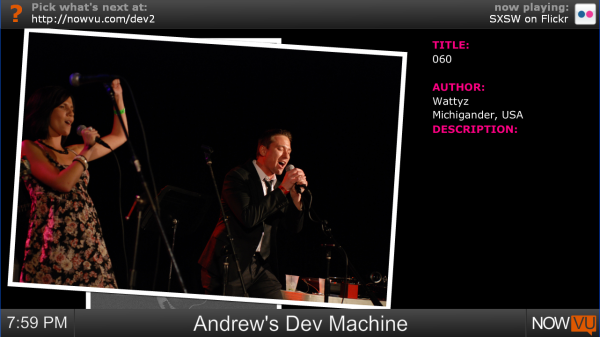 ?
Pick what's next at:
http://nowvu.com/dev2
now playing:
SXSW on Flickr
TITLE:
060
AUTHOR:
Wattyz
Michigander, USA
DESCRIPTION:
7:59 PM
Andrew's Dev Machine
NOWVU